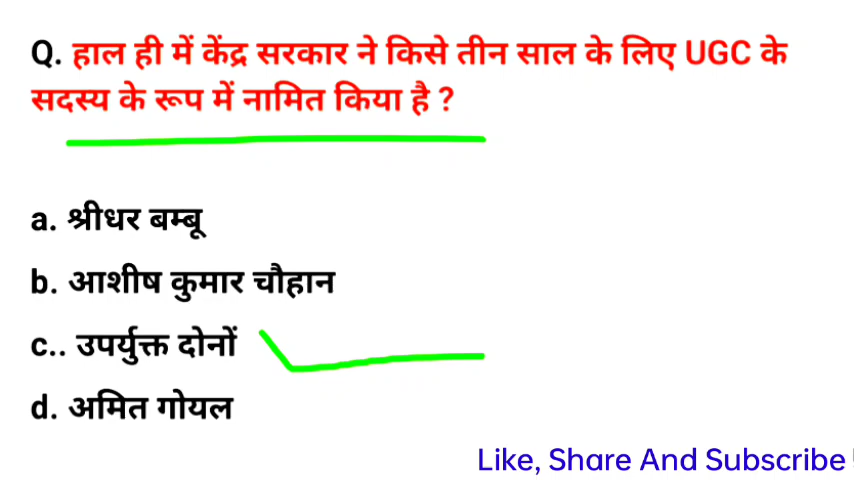 Q. हाल ही में केंद्र सरकार ने किसे तीन साल के लिए UGC के
सदस्य के रूप में नामित किया है ?
a. श्रीधर बम्बू
b. आशीष कुमार चौहान
c.. उपर्युक्त दोनों
d. अमित गोयल
Like, Share And Subscribe